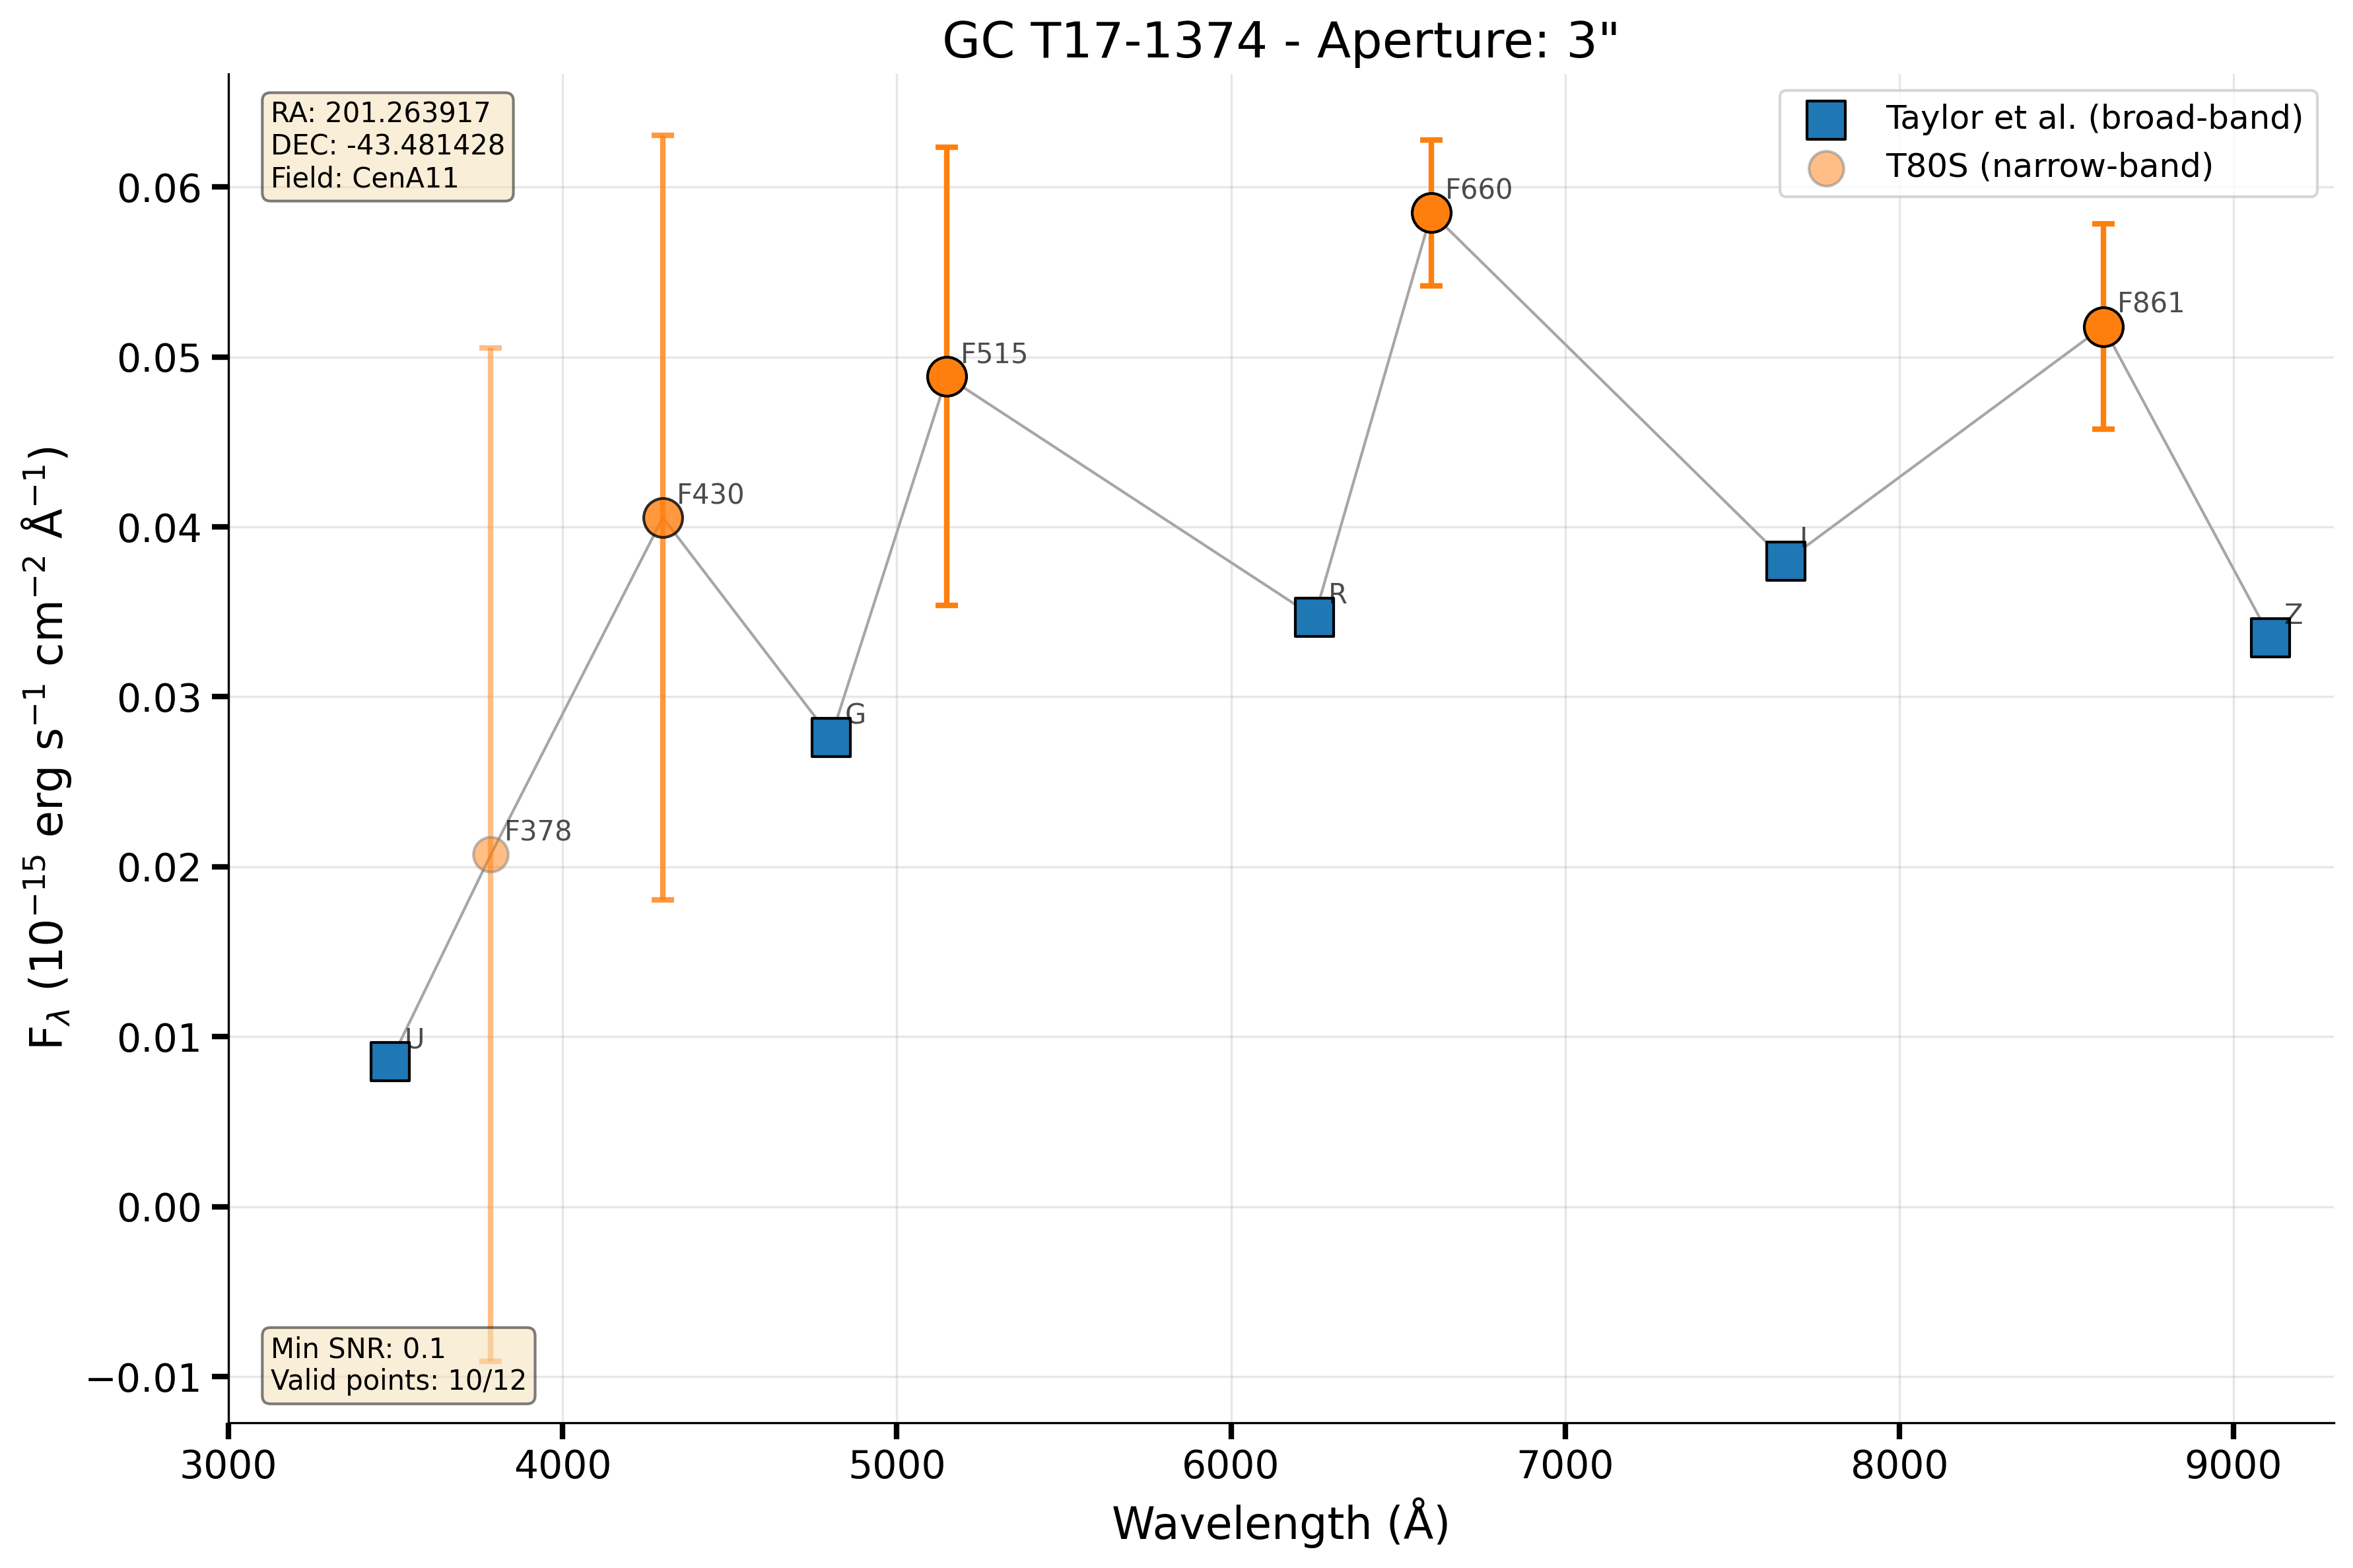 GC T17-1374 - Aperture: 3"
RA: 201.263917
DEC: -43.481428
Field: CenA11
Taylor et al. (broad-band)
T80S (narrow-band)
F660
F861
F515
F430
I
R
Z
G
F378
U
0.06
0.05
0.04
0.03
0.02
0.01
0.00
−0.01
F_λ (10⁻¹⁵ erg s⁻¹ cm⁻² Å⁻¹)
Min SNR: 0.1
Valid points: 10/12
3000 4000 5000 6000 7000 8000 9000
Wavelength (Å)